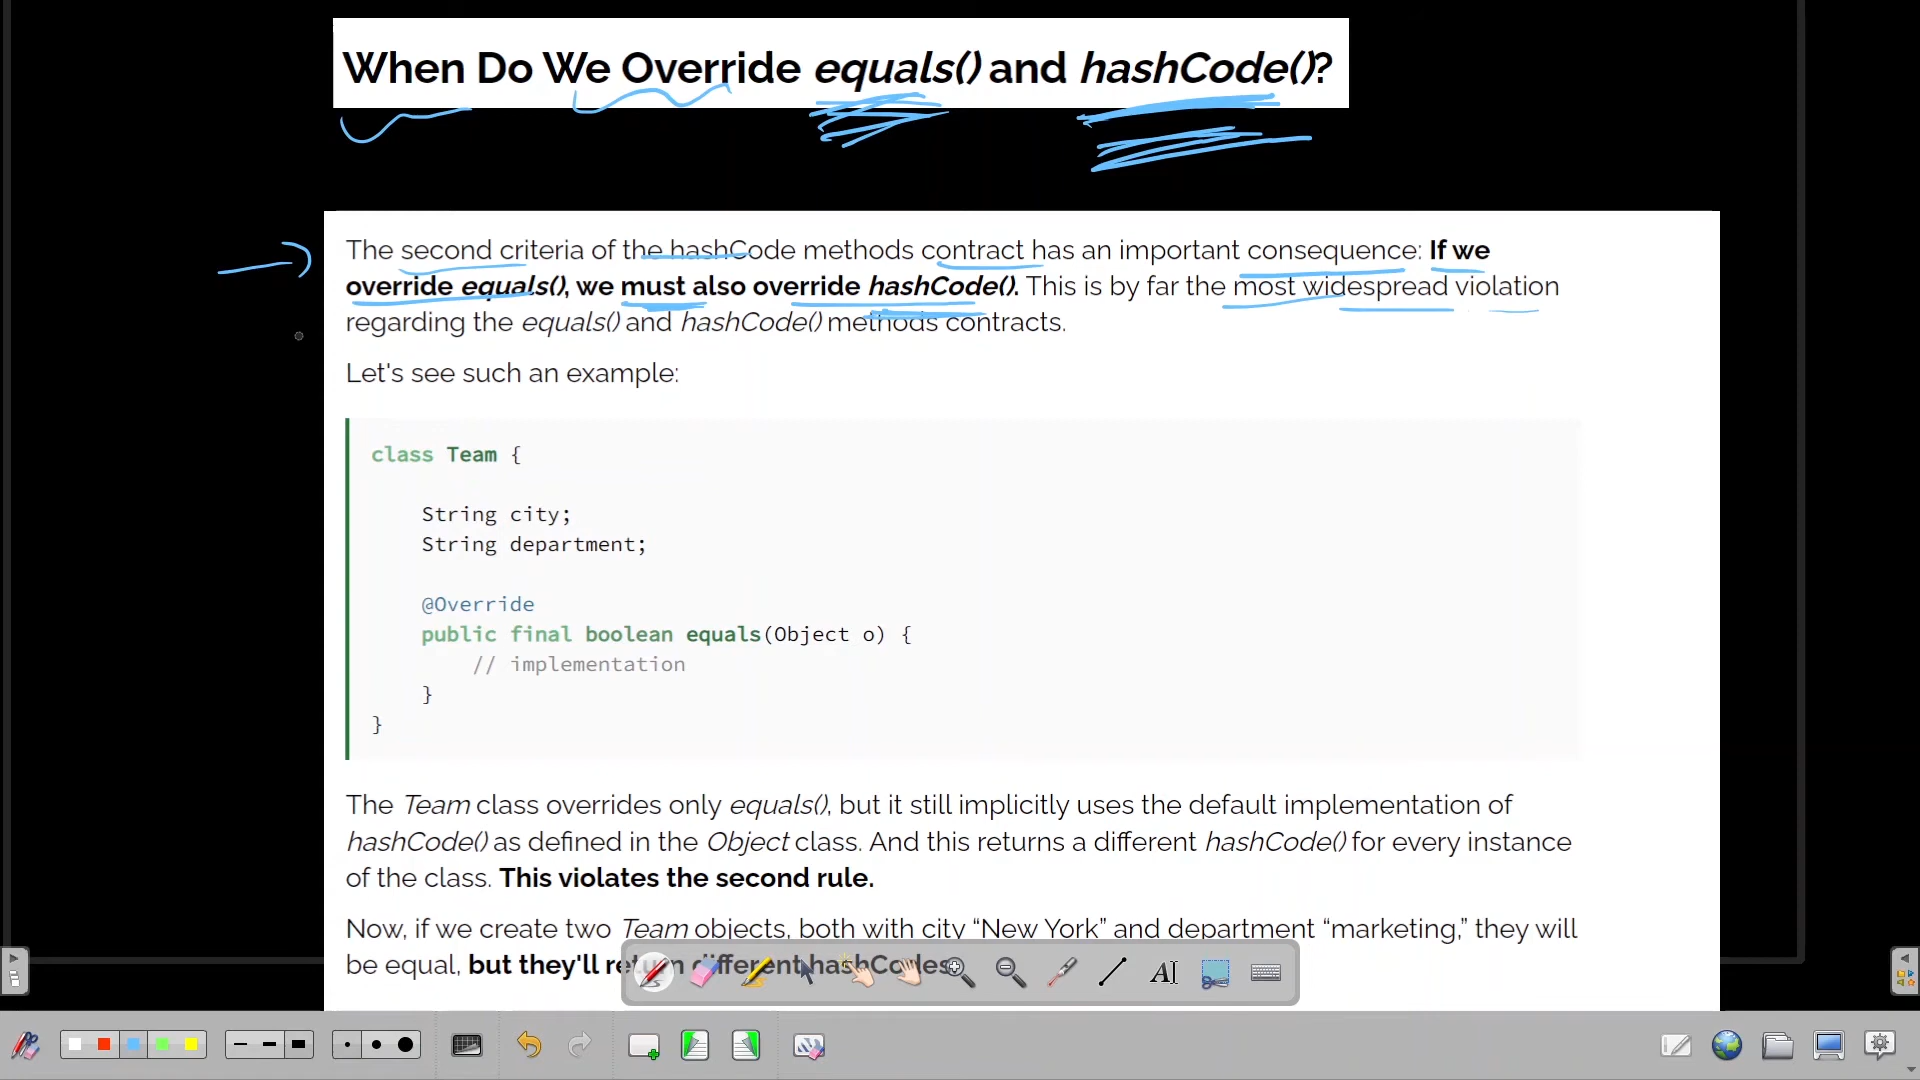 When Do We Override equals() and hashCode()?
The second criteria of the hashCode methods contract has an important consequence: If we
override equals(), we must also override hashCode(). This is by far the most widespread violation
regarding the equals() and hashCode() methods contracts.
Let's see such an example:
class Team {
String city;
String department;
@Override
public final boolean equals(Object o) {
// implementation
}
}
The Team class overrides only equals(), but it still implicitly uses the default implementation of
hashCode() as defined in the Object class. And this returns a different hashCode() for every instance
of the class. This violates the second rule.
Now, if we create two Team objects, both with city “New York” and department “marketing,” they will
be equal, but they'll return different hashCodes.